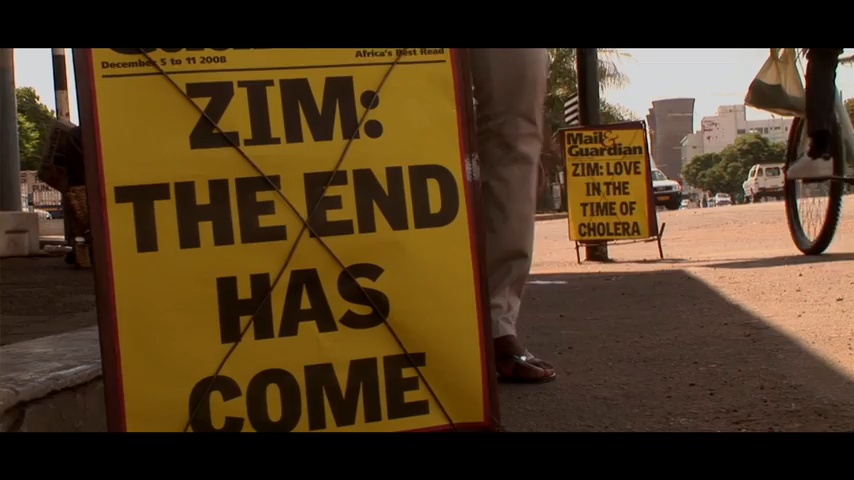 December 5 to 11 2008
Africa's Best Read
ZIM:
THE END
HAS
COME
Mail&
Guardian
ZIM: LOVE
IN THE
TIME OF
CHOLERA